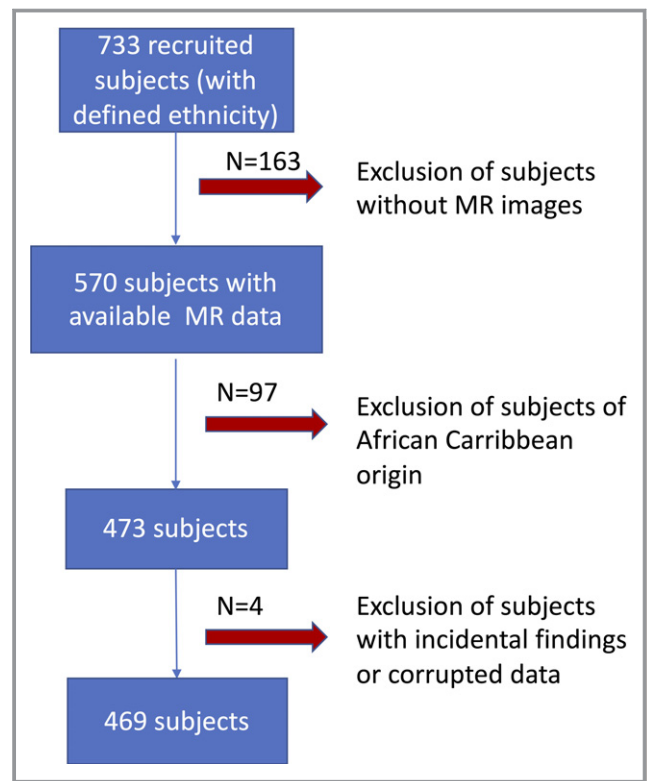 733 recruited
subjects (with
defined ethnicity)
N=163
Exclusion of subjects
without MR images
570 subjects with
available MR data
N=97
Exclusion of subjects of
African Carribbean
origin
473 subjects
N=4
Exclusion of subjects
with incidental findings
or corrupted data
469 subjects